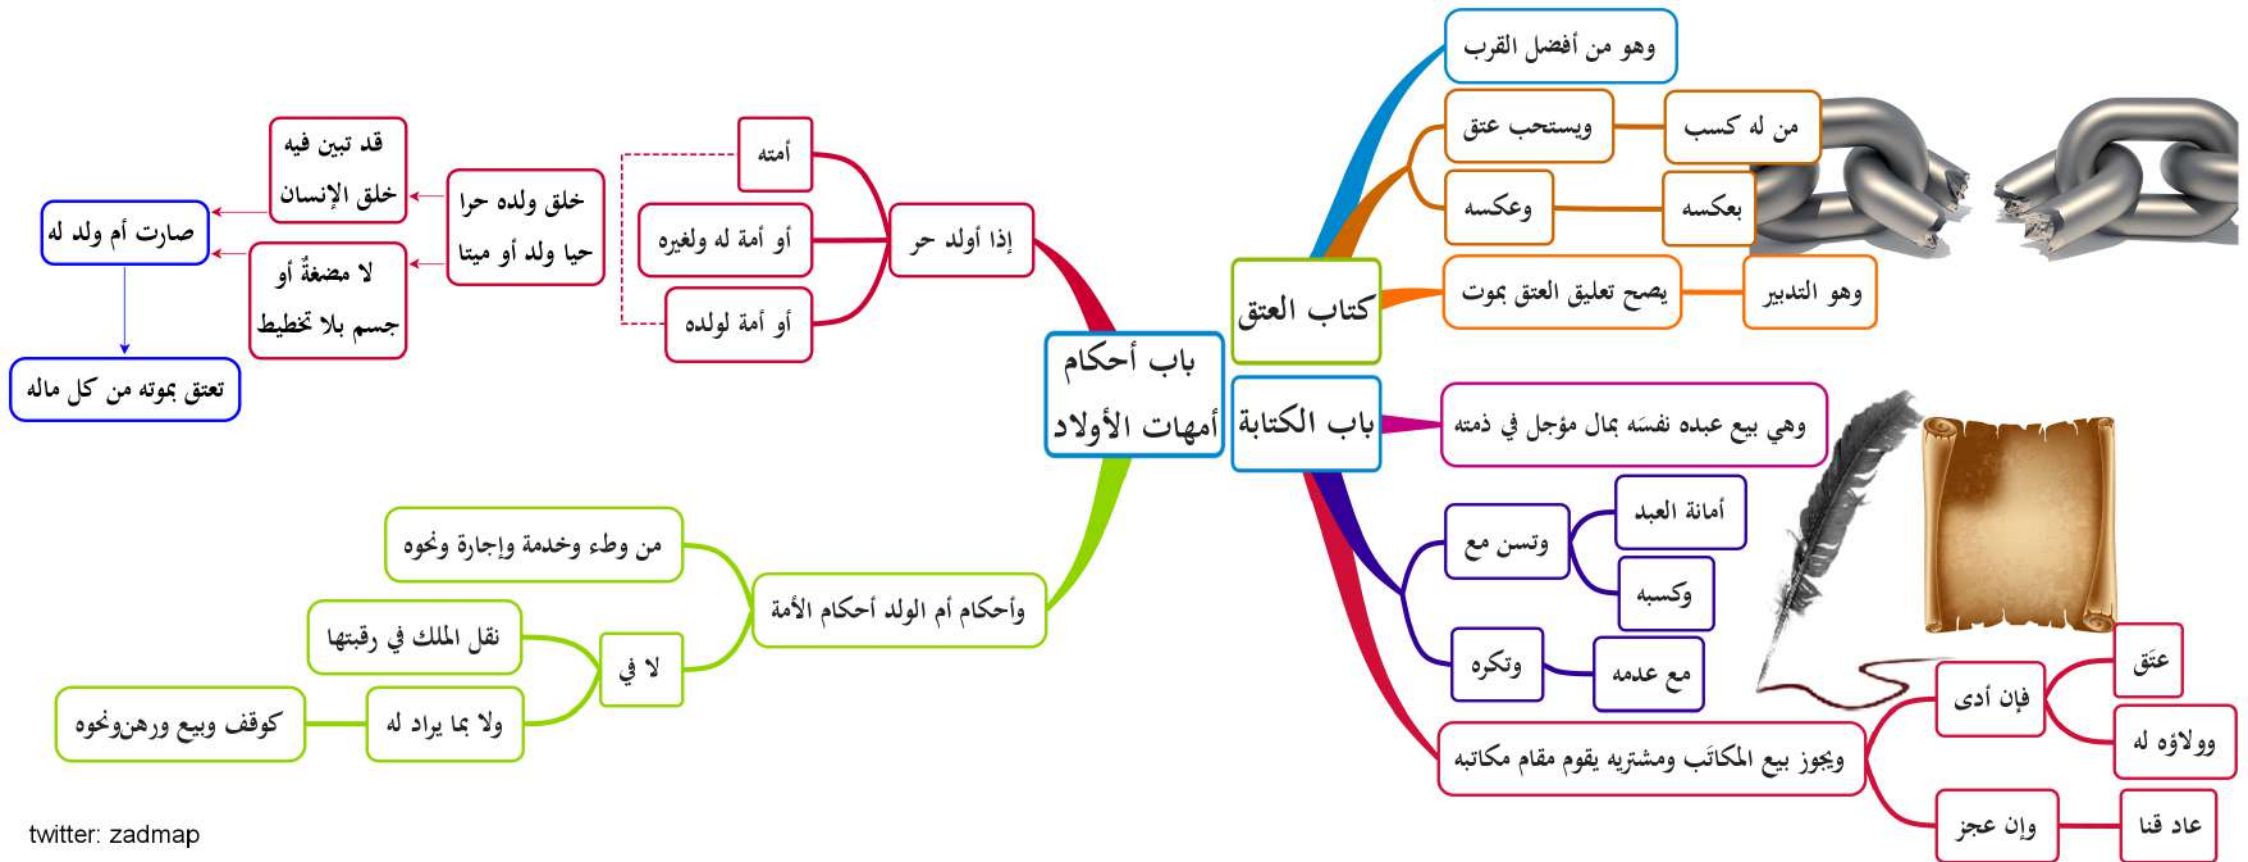 كتاب العتق
وهو من أفضل القرب
ويستحب عتق
من له كسب
وعكسه
بعكسه
يصح تعليق العتق بموت
وهو التدبير
باب الكتابة
وهي بيع عبده نفسَه بمال مؤجل في ذمته
وتسن مع
أمانة العبد
وكسبه
وتكره
مع عدمه
ويجوز بيع المكاتَب ومشتريه يقوم مقام مكاتبه
فإن أدى
عتَق
وولاؤه له
وإن عجز
عاد قنا
باب أحكام
أمهات الأولاد
إذا أولد حر
أمته
أو أمة له ولغيره
أو أمة لولده
خلق ولده حرا
حيا ولد أو ميتا
قد تبين فيه
خلق الإنسان
لا مضغةٌ أو
جسم بلا تخطيط
صارت أم ولد له
تعتق بموته من كل ماله
وأحكام أم الولد أحكام الأمة
من وطء وخدمة وإجارة ونحوه
لا في
نقل الملك في رقبتها
ولا بما يراد له
كوقف وبيع ورهن ونحوه
twitter: zadmap